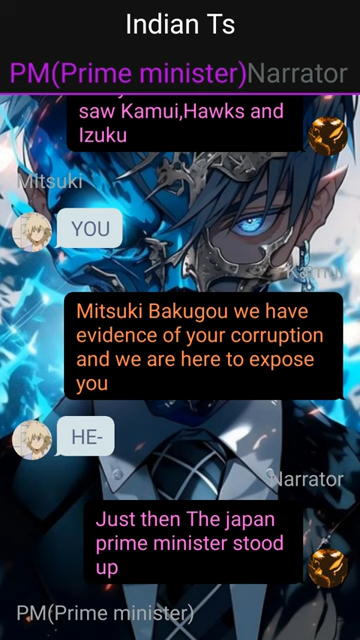 Indian Ts
PM(Prime minister)Narrator
saw Kamui,Hawks and
Izuku
Mitsuki
YOU
Kamui
Mitsuki Bakugou we have
evidence of your corruption
and we are here to expose
you
HE-
Narrator
Just then The japan
prime minister stood
up
PM(Prime minister)